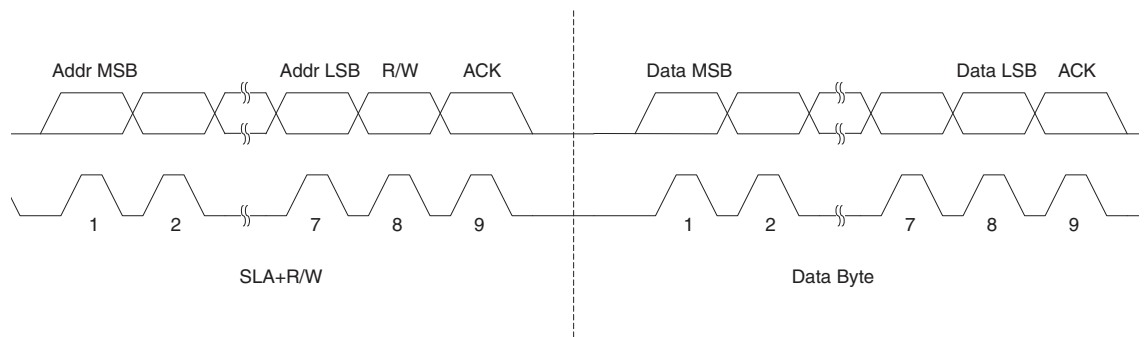 Addr MSB Addr LSB R/W ACK Data MSB Data LSB ACK
1 2 7 8 9 1 2 7 8 9
SLA+R/W Data Byte